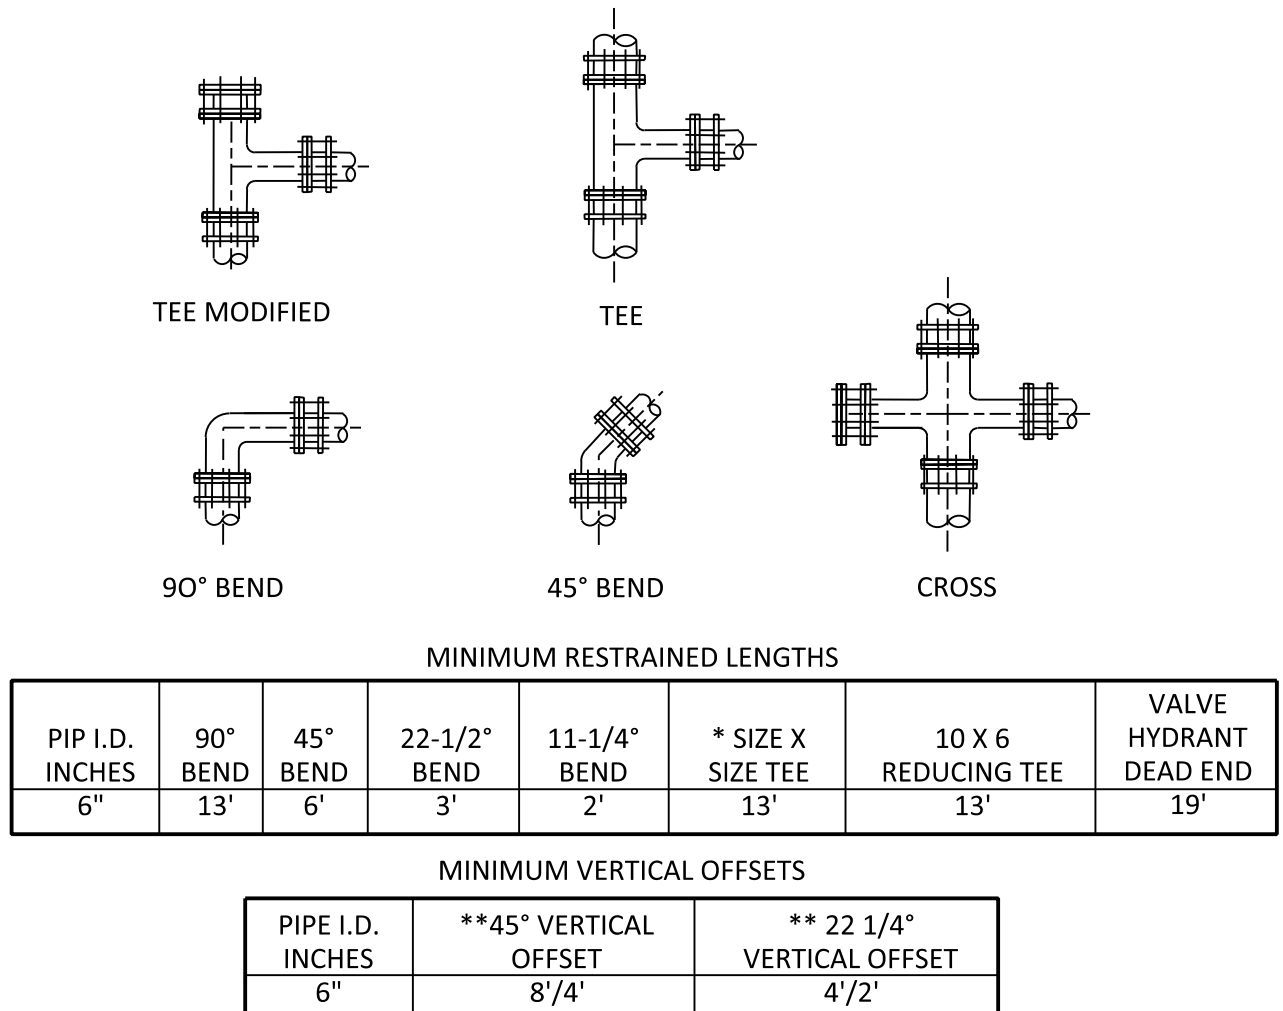 TEE MODIFIED
TEE
90° BEND
45° BEND
CROSS
MINIMUM RESTRAINED LENGTHS
PIP I.D.
INCHES
90°
BEND
45°
BEND
22-1/2°
BEND
11-1/4°
BEND
* SIZE X
SIZE TEE
10 X 6
REDUCING TEE
VALVE
HYDRANT
DEAD END
6"
13'
6'
3'
2'
13'
13'
19'
MINIMUM VERTICAL OFFSETS
PIPE I.D.
INCHES
**45° VERTICAL
OFFSET
** 22 1/4°
VERTICAL OFFSET
6"
8'/4'
4'/2'